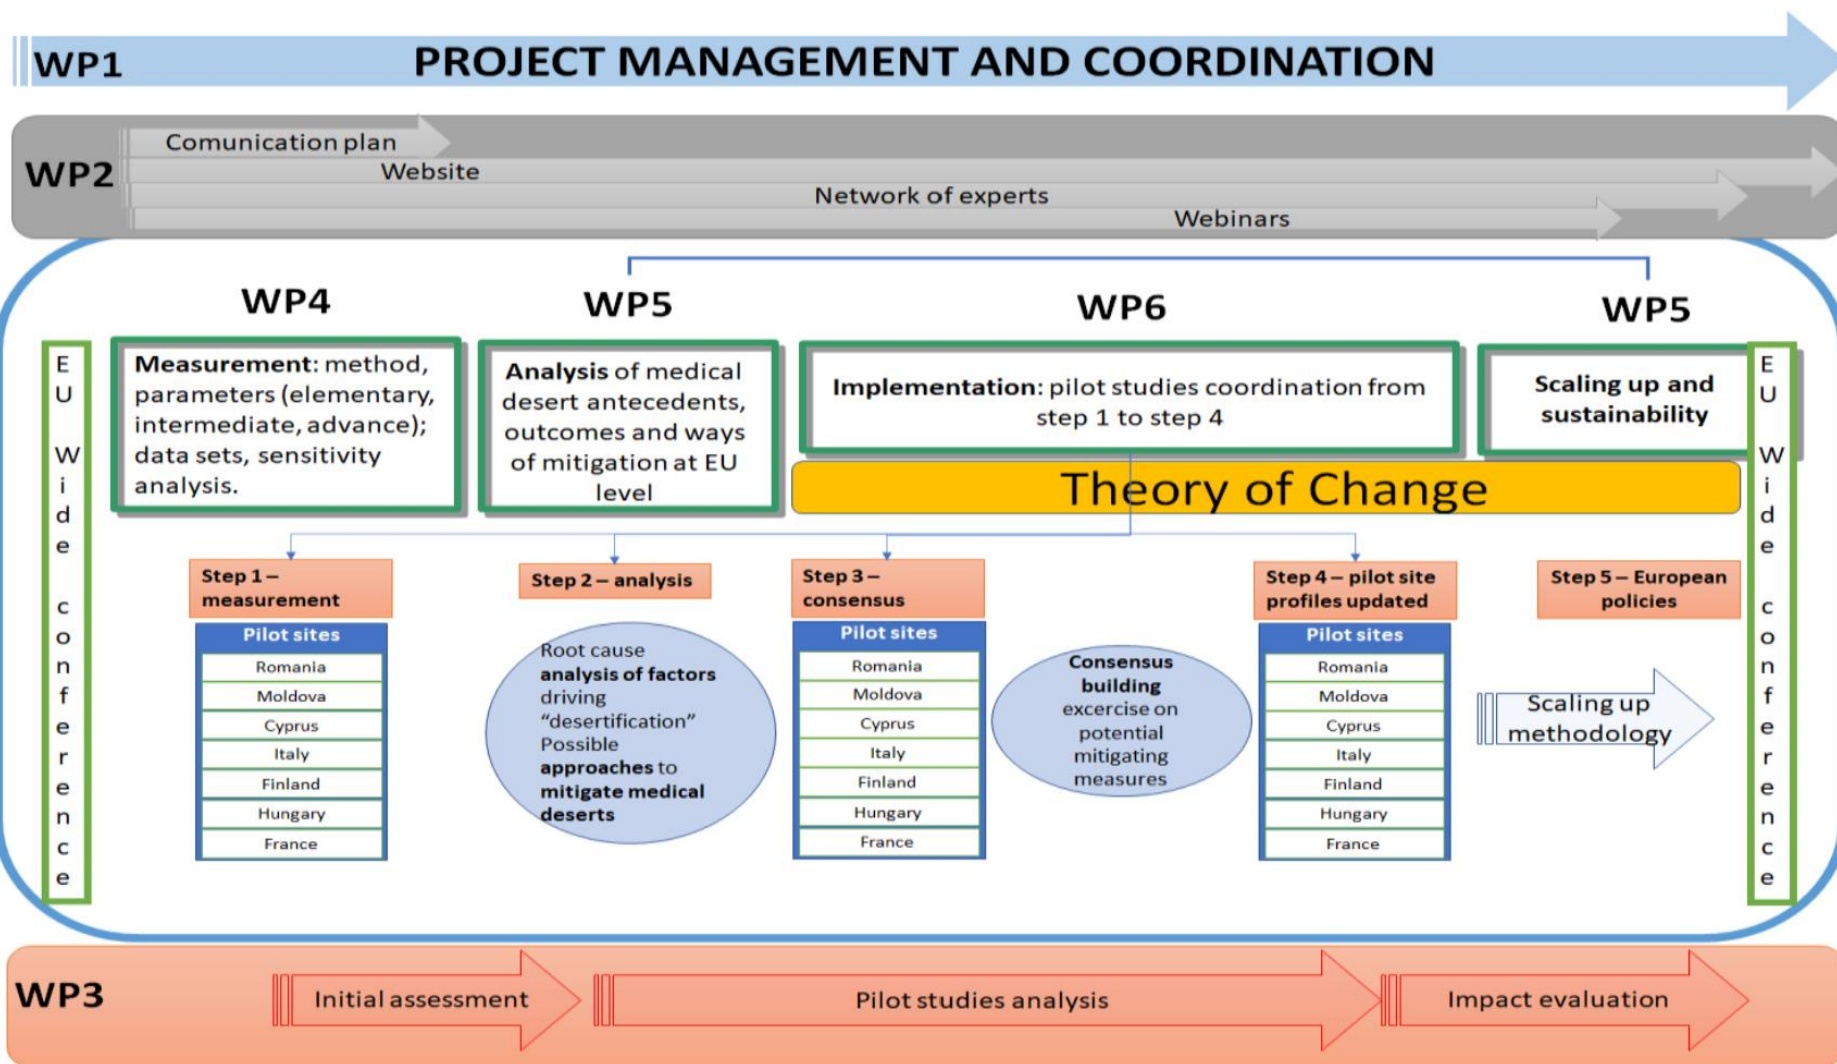 WP1
PROJECT MANAGEMENT AND COORDINATION
WP2
Comunication plan
Website
Network of experts
Webinars
WP4
WP5
WP6
WP5
EU Wide conference
Measurement: method,
parameters (elementary,
intermediate, advance);
data sets, sensitivity
analysis.
Analysis of medical
desert antecedents,
outcomes and ways
of mitigation at EU
level
Implementation: pilot studies coordination from
step 1 to step 4
Scaling up and
sustainability
EU Wide conference
Theory of Change
Step 1 –
measurement
Pilot sites
Romania
Moldova
Cyprus
Italy
Finland
Hungary
France
Step 2 – analysis
Root cause
analysis of factors
driving
“desertification”
Possible
approaches to
mitigate medical
deserts
Step 3 –
consensus
Pilot sites
Romania
Moldova
Cyprus
Italy
Finland
Hungary
France
Consensus
building
excercise on
potential
mitigating
measures
Step 4 – pilot site
profiles updated
Pilot sites
Romania
Moldova
Cyprus
Italy
Finland
Hungary
France
Step 5 – European
policies
Scaling up
methodology
WP3
Initial assessment
Pilot studies analysis
Impact evaluation